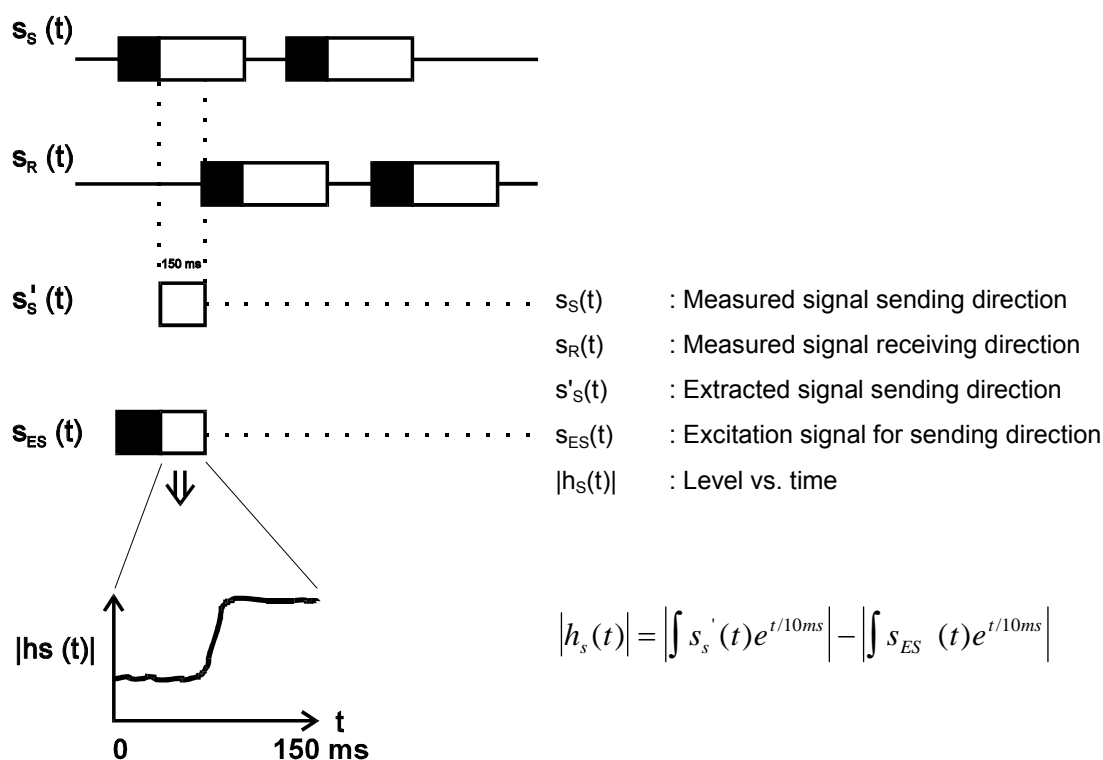 s_S (t)
s_R (t)
150 ms
s_S' (t)
s_S(t) : Measured signal sending direction
s_R(t) : Measured signal receiving direction
s'_S(t) : Extracted signal sending direction
s_ES (t)
s_ES(t) : Excitation signal for sending direction
|h_S(t)| : Level vs. time
|hs (t)|
|h_s(t)| = |∫ s_s'(t)e^{t/10ms}| − |∫ s_ES (t)e^{t/10ms}|
t
0 150 ms